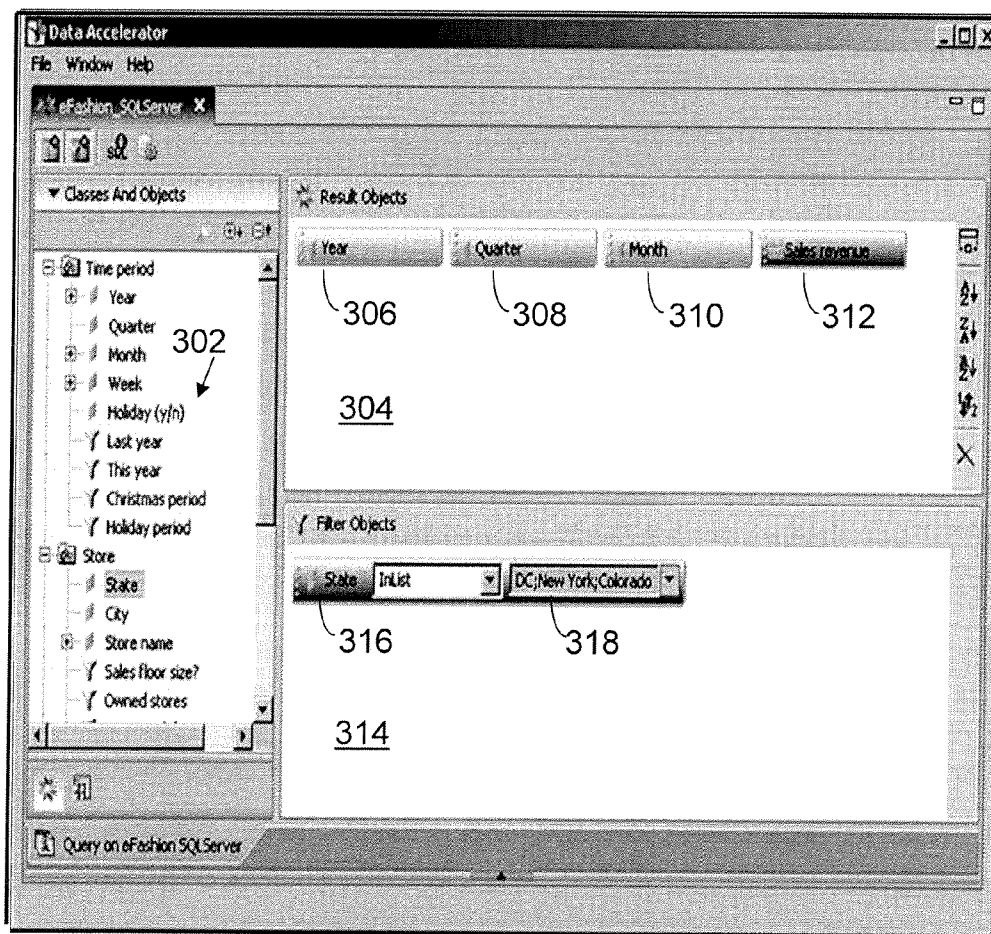 Data Accelerator
File Window Help
eFashion_SQLServer X
SQL
Classes And Objects
Time period
Year
Quarter
Month
Week
Holiday (y/n)
Last year
This year
Christmas period
Holiday period
Store
State
City
Store name
Sales floor size?
Owned stores
302
Result Objects
Year Quarter Month Sales revenue
306 308 310 312
304
Filter Objects
State InList DC;New York;Colorado
316 318
314
Query on eFashion SQLServer